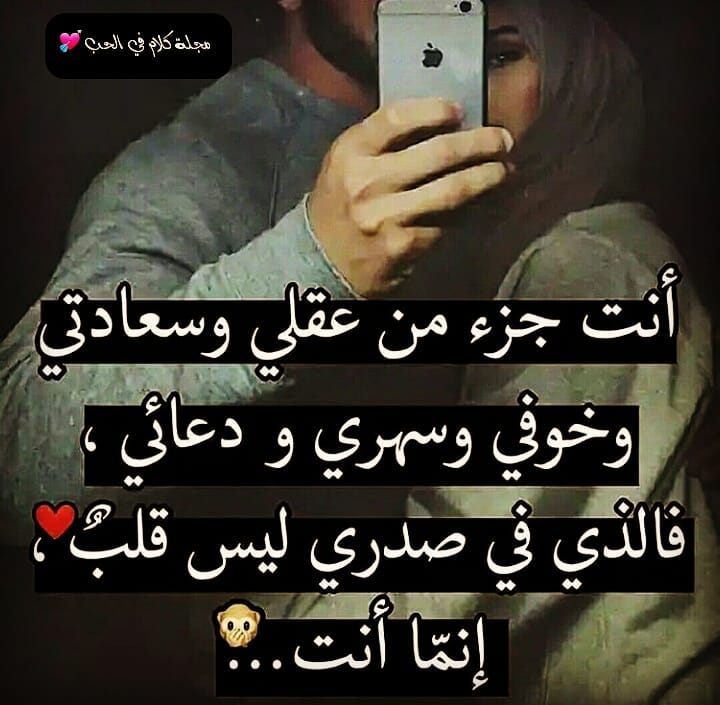 مجلة كلام في الحب 💘
أنت جزء من عقلي وسعادتي
وخوفي وسهري و دعائي ،
فالذي في صدري ليس قلبٌ ❤️،
إنمّا أنت...🙊